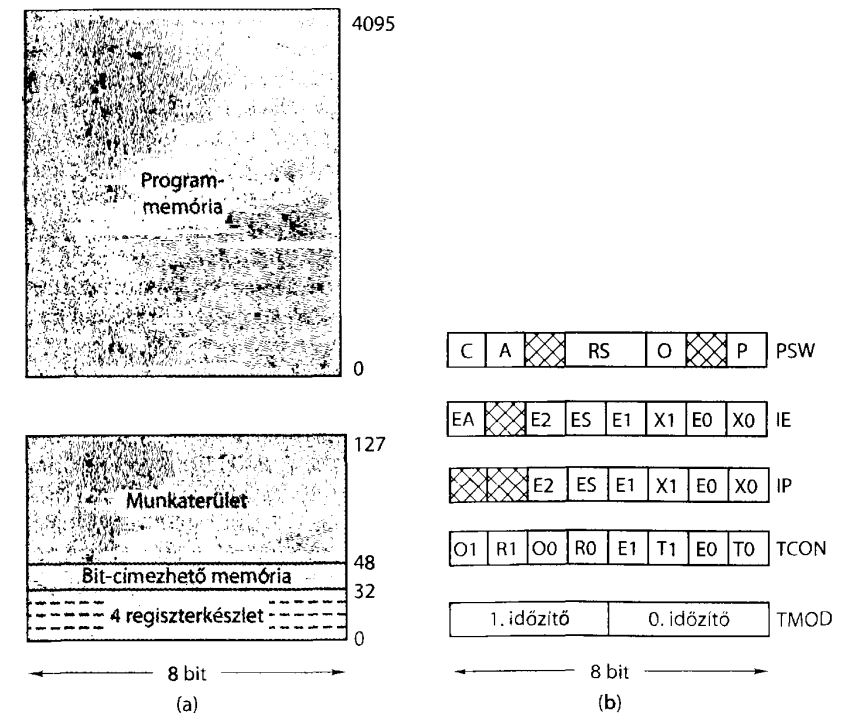 4095
Program-
memória
0
127
Munkaterület
48
Bit-címezhető memória
32
4 regiszterkészlet
0
8 bit
(a)
C A RS O P PSW
EA E2 ES E1 X1 E0 X0 IE
E2 ES E1 X1 E0 X0 IP
O1 R1 O0 R0 E1 T1 E0 T0 TCON
1. időzítő 0. időzítő TMOD
8 bit
(b)